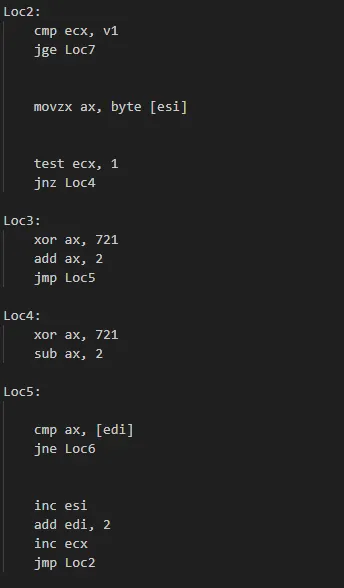 Loc2:
cmp ecx, v1
jge Loc7
movzx ax, byte [esi]
test ecx, 1
jnz Loc4
Loc3:
xor ax, 721
add ax, 2
jmp Loc5
Loc4:
xor ax, 721
sub ax, 2
Loc5:
cmp ax, [edi]
jne Loc6
inc esi
add edi, 2
inc ecx
jmp Loc2